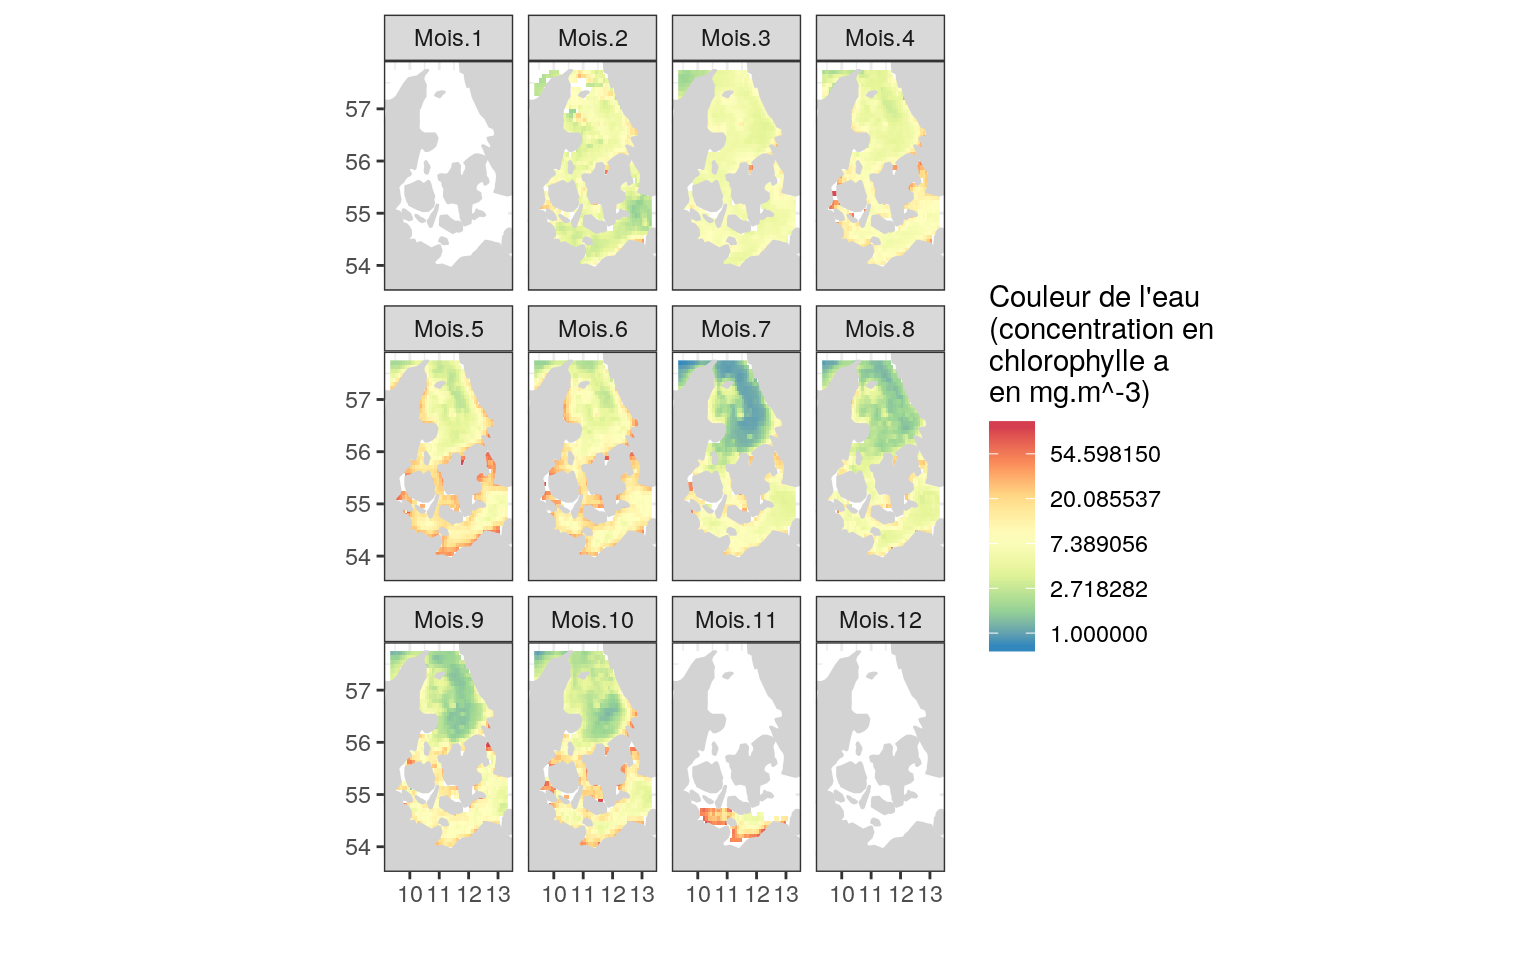 Mois.1 Mois.2 Mois.3 Mois.4
57
56
55
54
Mois.5 Mois.6 Mois.7 Mois.8
57
56
55
54
Mois.9 Mois.10 Mois.11 Mois.12
57
56
55
54
10 11 12 13 10 11 12 13 10 11 12 13 10 11 12 13
Couleur de l'eau
(concentration en
chlorophylle a
en mg.m^-3)
54.598150
20.085537
7.389056
2.718282
1.000000